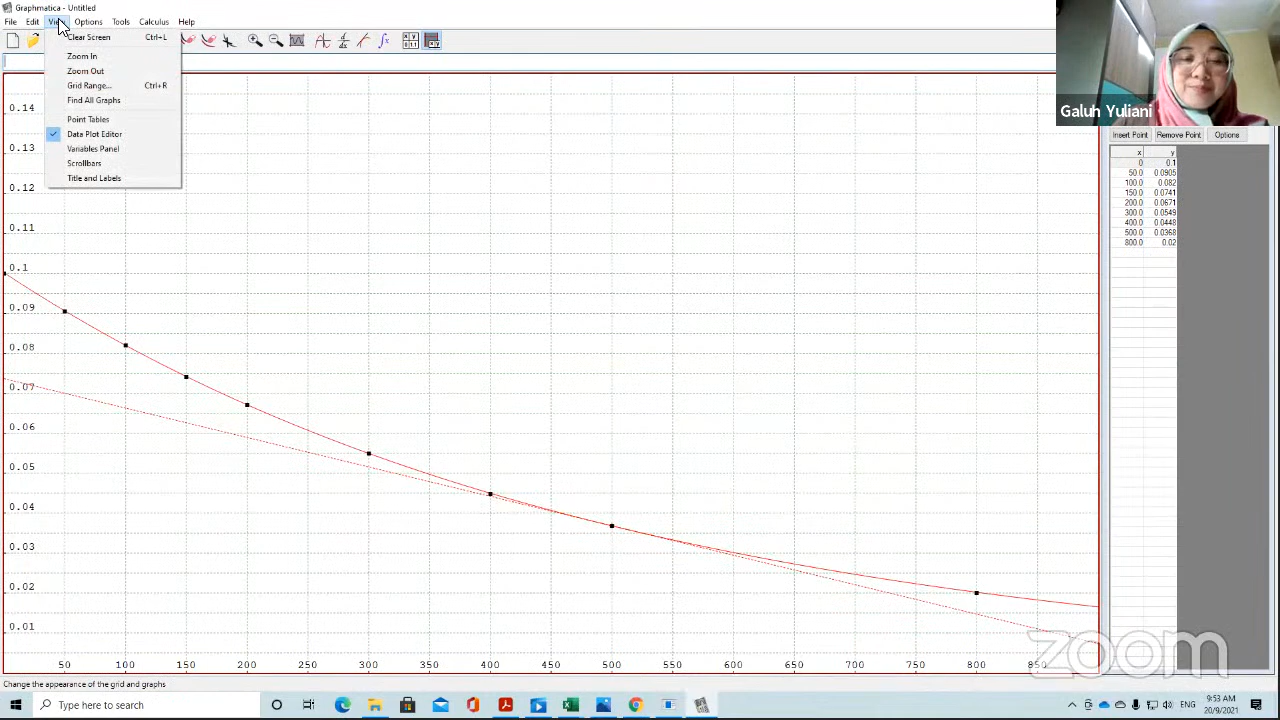 Graphmatica - Untitled
File Edit View Options Tools Calculus Help
Clear Screen Ctrl+L
Zoom In
Zoom Out
Grid Range... Ctrl+R
Find All Graphs
Point Tables
Data Plot Editor
Variables Panel
Scrollbars
Title and Labels
Galuh Yuliani
Insert Point Remove Point Options
x y
0 0.1
50.0 0.0905
100.0 0.082
150.0 0.0741
200.0 0.0671
300.0 0.0549
400.0 0.0448
500.0 0.0368
800.0 0.02
0.14
0.13
0.12
0.11
0.1
0.09
0.08
0.07
0.06
0.05
0.04
0.03
0.02
0.01
50 100 150 200 250 300 350 400 450 500 550 600 650 700 750 800 850
zoom
Change the appearance of the grid and graphs
Type here to search
ENG
9:53 AM
20/9/2021